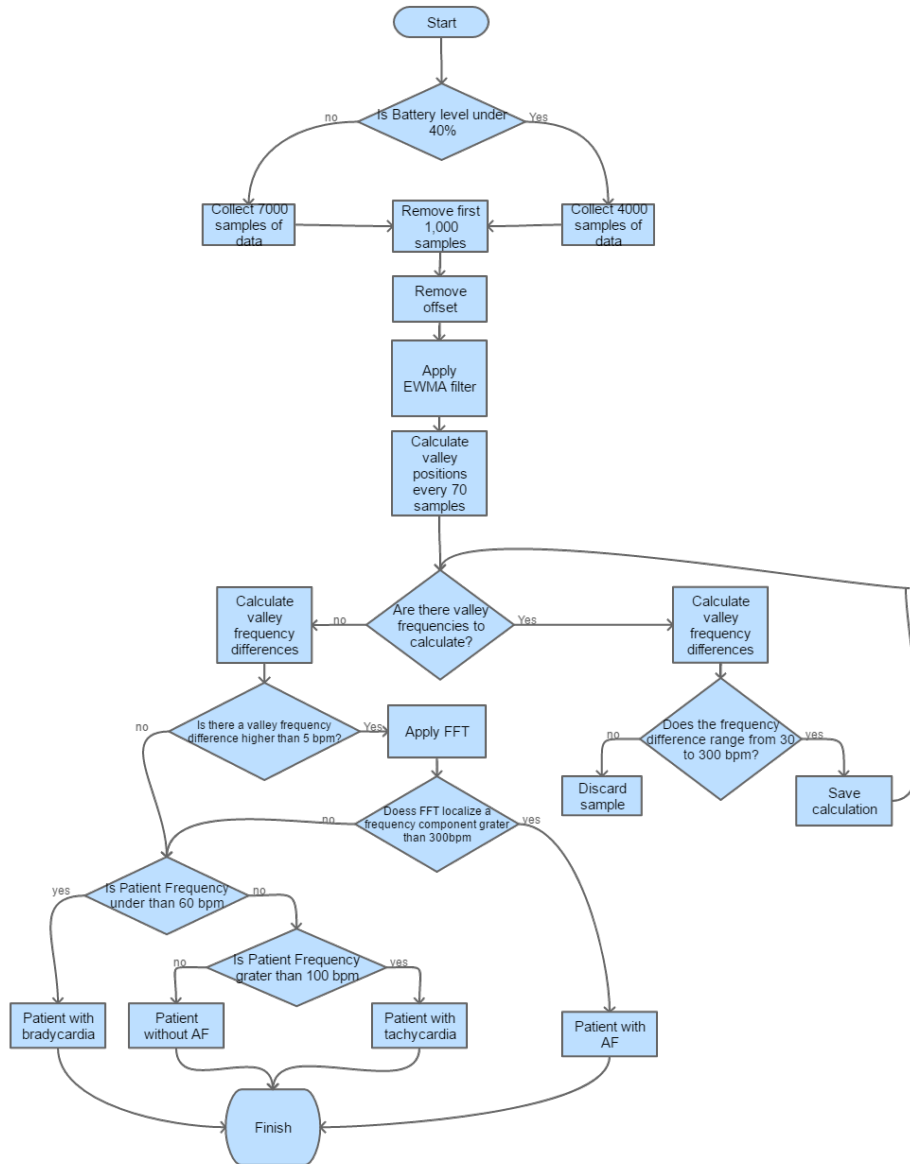 Start
Is Battery level under
40%
no
Yes
Collect 7000
samples of
data
Remove first
1,000
samples
Collect 4000
samples of
data
Remove
offset
Apply
EWMA filter
Calculate
valley
positions
every 70
samples
Calculate
valley
frequency
differences
no
Are there valley
frequencies to
calculate?
Yes
Calculate
valley
frequency
differences
no
Is there a valley frequency
difference higher than 5 bpm?
Yes
Apply FFT
no
Does the frequency
difference range from 30
to 300 bpm?
yes
Discard
sample
Save
calculation
no
Doess FFT localize a
frequency component grater
than 300bpm
yes
yes
Is Patient Frequency
under than 60 bpm
no
no
Is Patient Frequency
grater than 100 bpm
yes
Patient with
bradycardia
Patient
without AF
Patient with
tachycardia
Patient with
AF
Finish